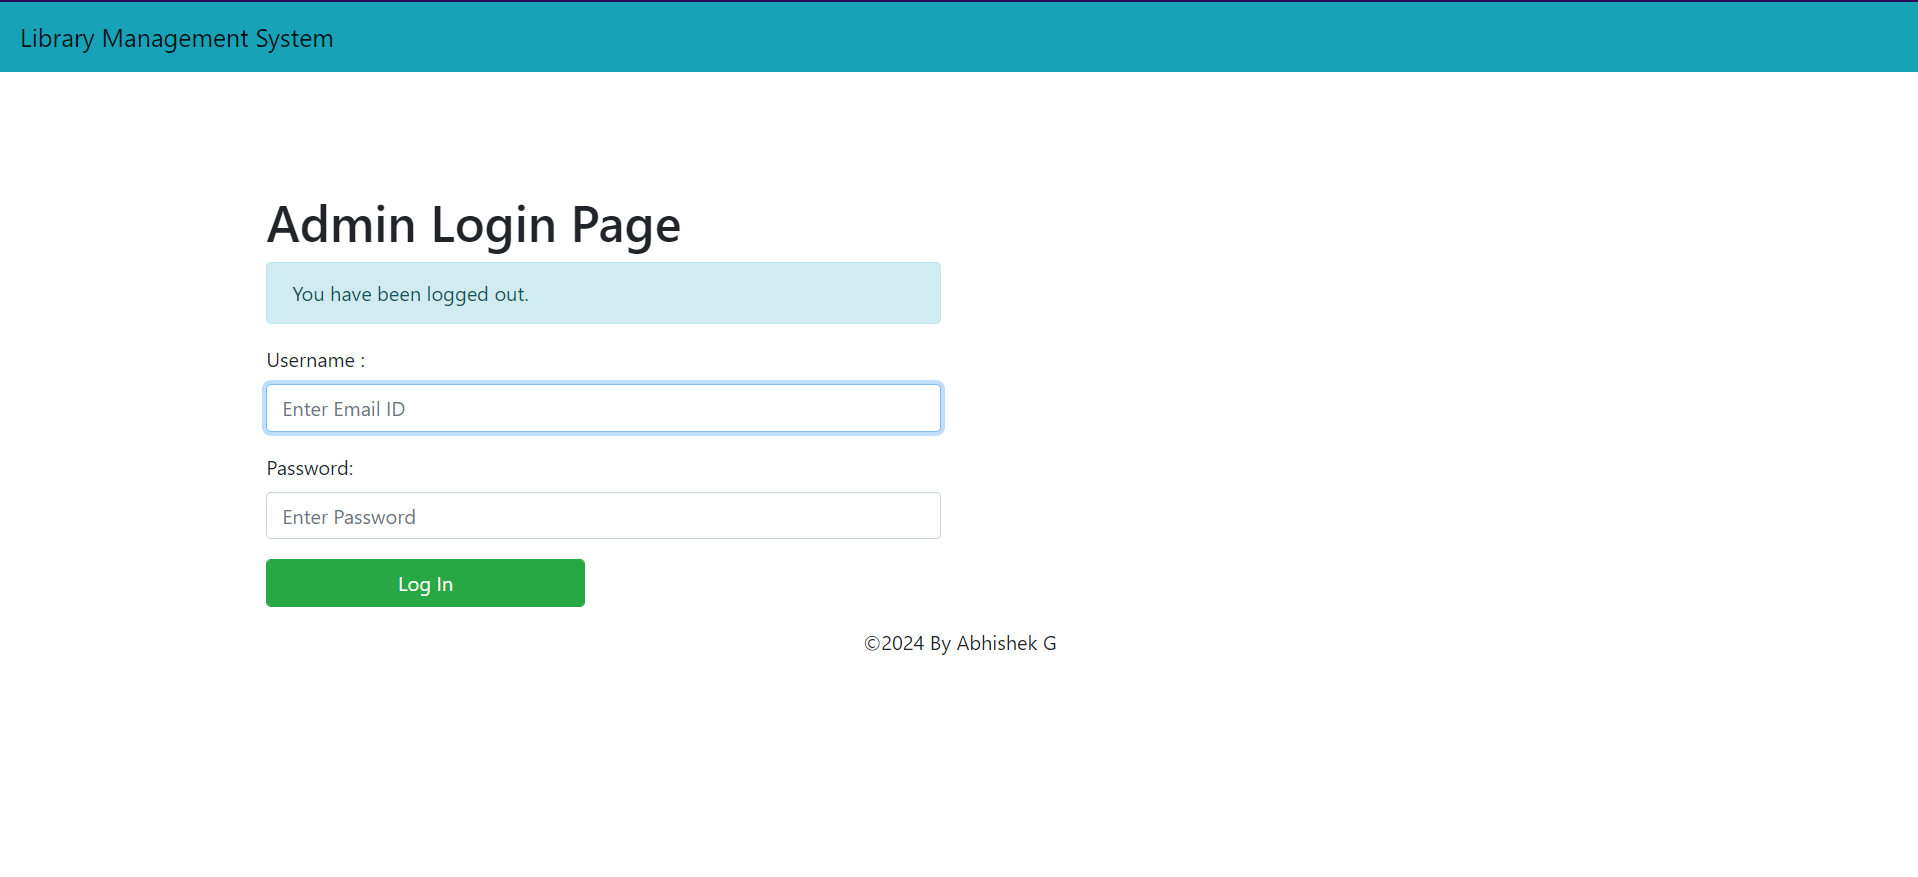 Library Management System
Admin Login Page
You have been logged out.
Username :
Enter Email ID
Password:
Enter Password
Log In
©2024 By Abhishek G